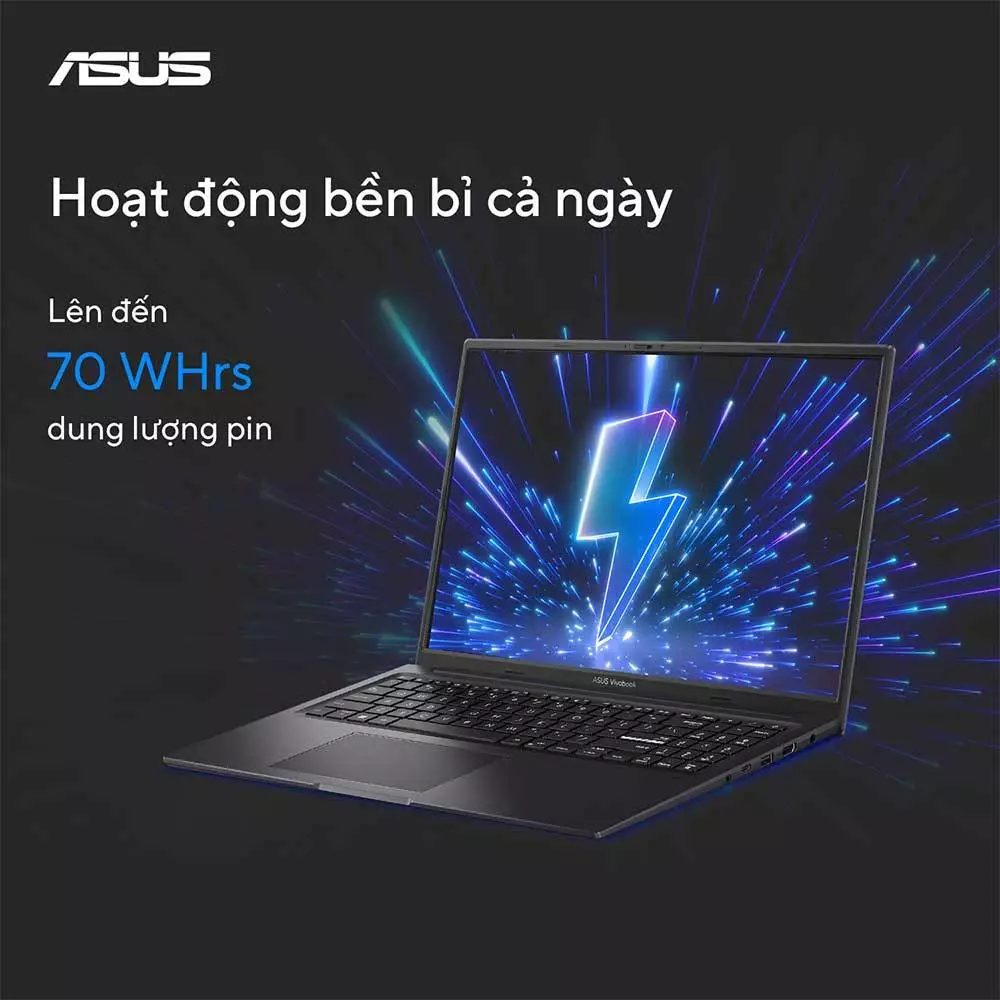 ASUS
Hoạt động bền bỉ cả ngày
Lên đến
70 WHrs
dung lượng pin
ASUS Vivobook